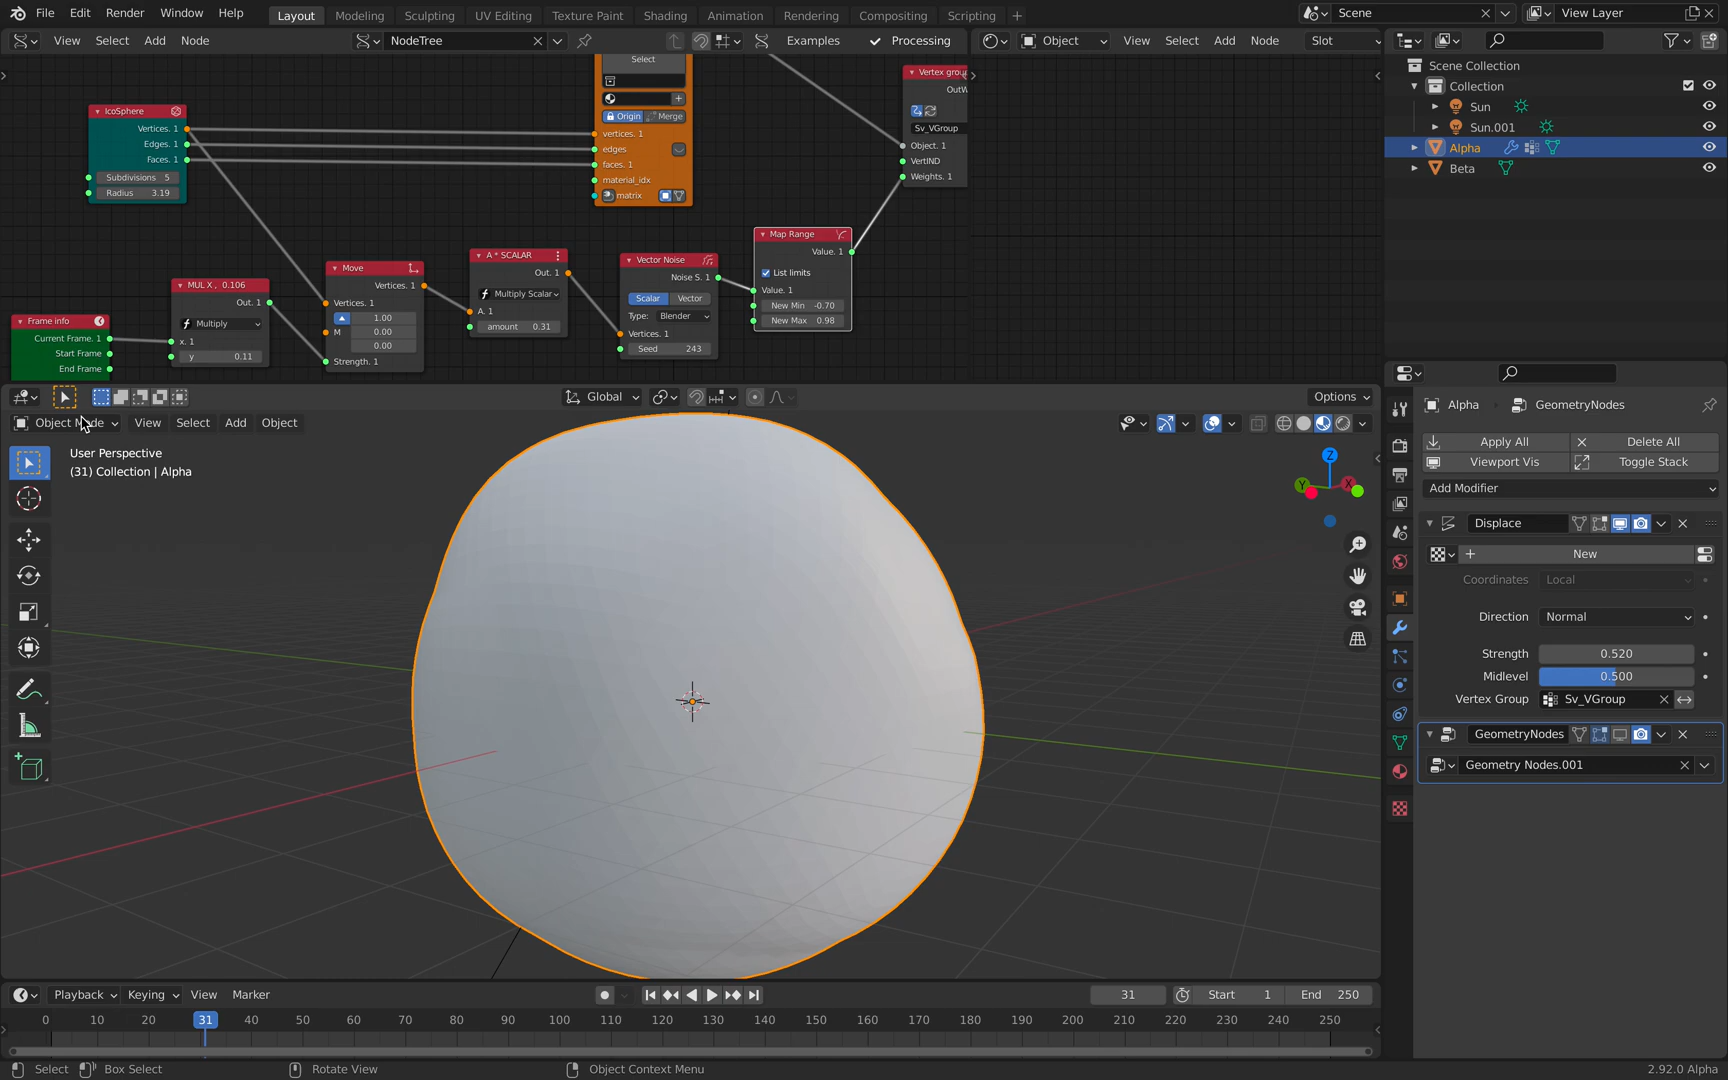 File Edit Render Window Help Layout Modeling Sculpting UV Editing Texture Paint Shading Animation Rendering Compositing Scripting + Scene View Layer
View Select Add Node NodeTree Examples Processing Object View Select Add Node Slot
Scene Collection
Collection
Sun
Sun.001
Alpha
Beta
Select
Origin Merge
vertices. 1
edges
faces. 1
material_idx
matrix
IcoSphere
Vertices. 1
Edges. 1
Faces. 1
Subdivisions 5
Radius 3.19
Vertex grou
OutV
Sv_VGroup
Object. 1
VertIND
Weights. 1
Map Range
Value. 1
List limits
Value. 1
New Min -0.70
New Max 0.98
Vector Noise
Noise S. 1
Scalar Vector
Type: Blender
Vertices. 1
Seed 243
A * SCALAR
Out. 1
Multiply Scalar
A. 1
amount 0.31
Move
Vertices. 1
Vertices. 1
1.00
M 0.00
0.00
Strength. 1
MUL X , 0.106
Out. 1
Multiply
x. 1
y 0.11
Frame info
Current Frame. 1
Start Frame
End Frame
Global Options
Object Mode View Select Add Object
User Perspective
(31) Collection | Alpha
Z
Y
X
Alpha GeometryNodes
Apply All Delete All
Viewport Vis Toggle Stack
Add Modifier
Displace
New
Coordinates Local
Direction Normal
Strength 0.520
Midlevel 0.500
Vertex Group Sv_VGroup
GeometryNodes
Geometry Nodes.001
Playback Keying View Marker 31 Start 1 End 250
0 10 20 31 40 50 60 70 80 90 100 110 120 130 140 150 160 170 180 190 200 210 220 230 240 250
Select Box Select Rotate View Object Context Menu 2.92.0 Alpha